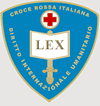 CROCE ROSSA ITALIANA
LEX
DIRITTO INTERNAZIONALE UMANITARIO